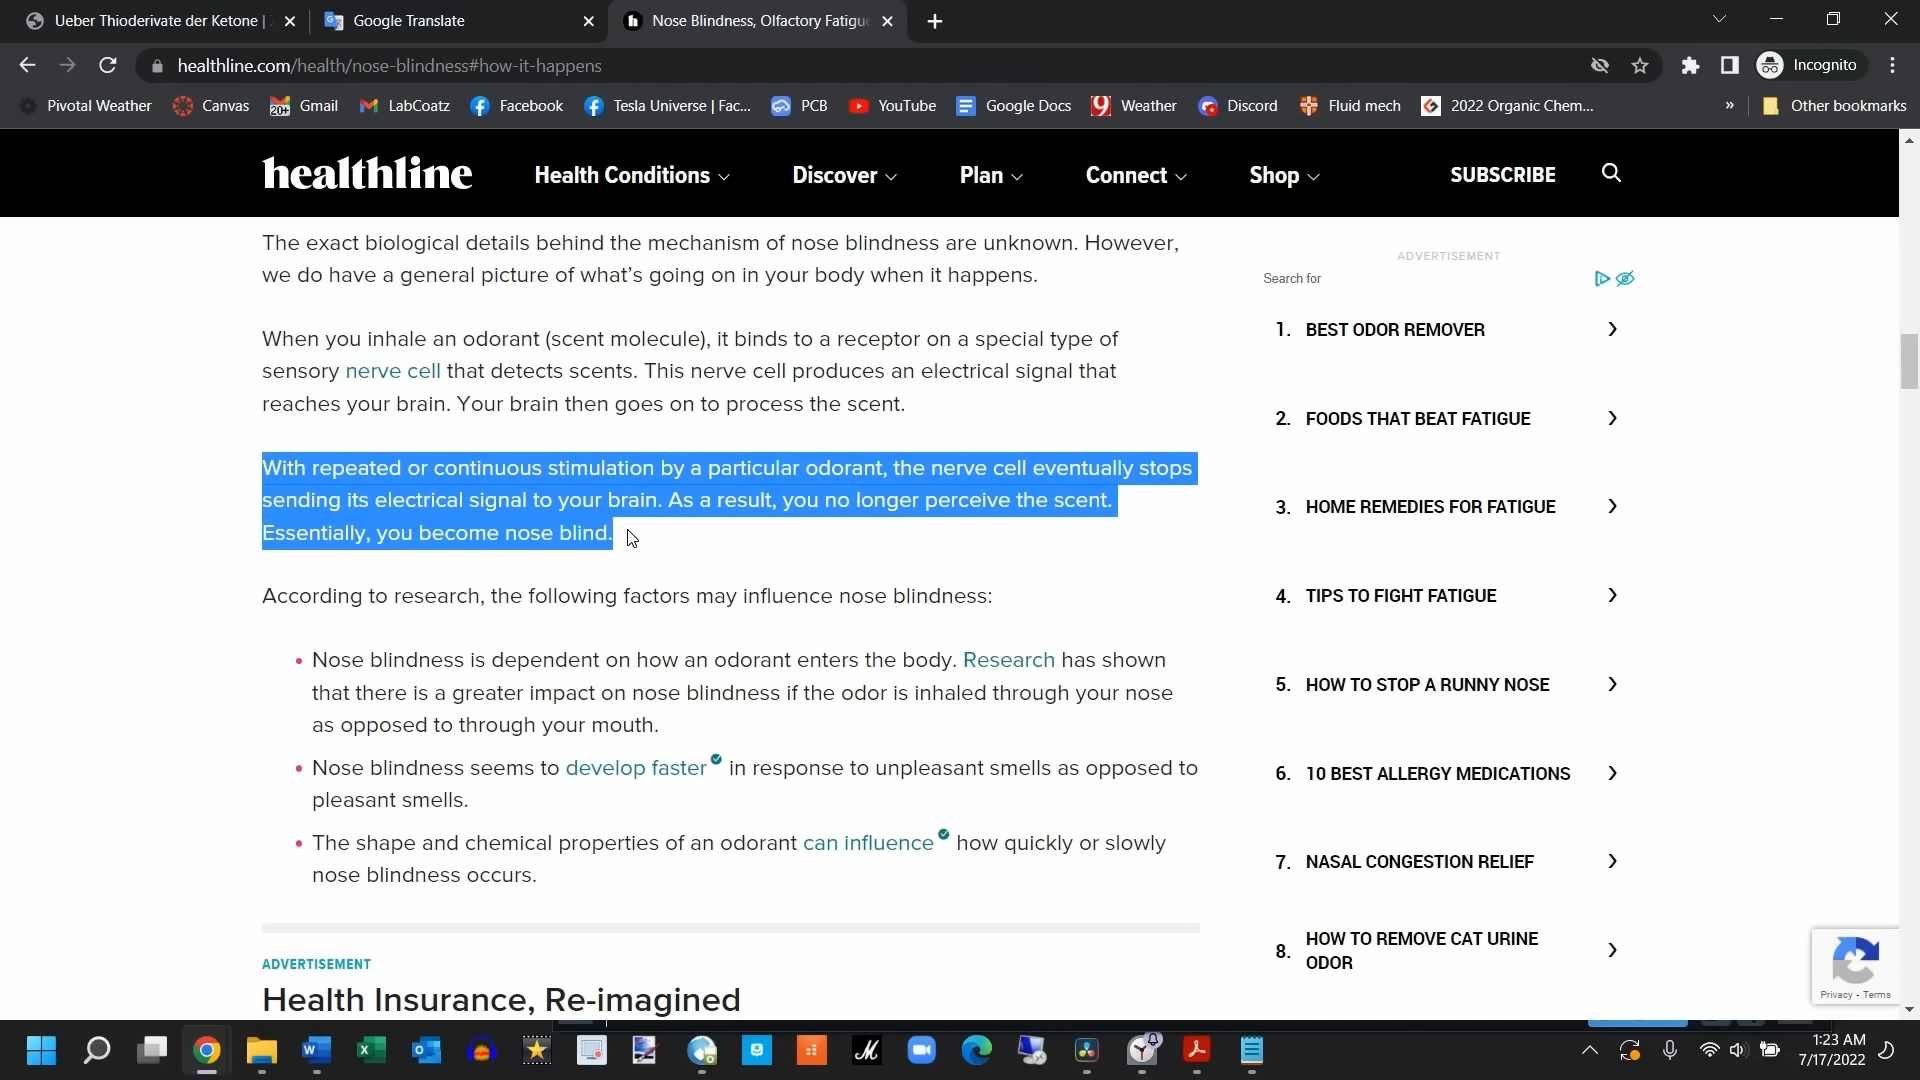 Ueber Thioderivate der Ketone |
Google Translate
Nose Blindness, Olfactory Fatigue
healthline.com/health/nose-blindness#how-it-happens
Incognito
Pivotal Weather
Canvas
20+
Gmail
LabCoatz
Facebook
Tesla Universe | Fac...
PCB
YouTube
Google Docs
Weather
Discord
Fluid mech
2022 Organic Chem...
»
Other bookmarks
healthline
Health Conditions
Discover
Plan
Connect
Shop
SUBSCRIBE
The exact biological details behind the mechanism of nose blindness are unknown. However,
we do have a general picture of what's going on in your body when it happens.
When you inhale an odorant (scent molecule), it binds to a receptor on a special type of
sensory nerve cell that detects scents. This nerve cell produces an electrical signal that
reaches your brain. Your brain then goes on to process the scent.
With repeated or continuous stimulation by a particular odorant, the nerve cell eventually stops
sending its electrical signal to your brain. As a result, you no longer perceive the scent.
Essentially, you become nose blind.
According to research, the following factors may influence nose blindness:
• Nose blindness is dependent on how an odorant enters the body. Research has shown
that there is a greater impact on nose blindness if the odor is inhaled through your nose
as opposed to through your mouth.
• Nose blindness seems to develop faster in response to unpleasant smells as opposed to
pleasant smells.
• The shape and chemical properties of an odorant can influence how quickly or slowly
nose blindness occurs.
ADVERTISEMENT
Health Insurance, Re-imagined
ADVERTISEMENT
Search for
1. BEST ODOR REMOVER
2. FOODS THAT BEAT FATIGUE
3. HOME REMEDIES FOR FATIGUE
4. TIPS TO FIGHT FATIGUE
5. HOW TO STOP A RUNNY NOSE
6. 10 BEST ALLERGY MEDICATIONS
7. NASAL CONGESTION RELIEF
8. HOW TO REMOVE CAT URINE
ODOR
Privacy - Terms
1:23 AM
7/17/2022